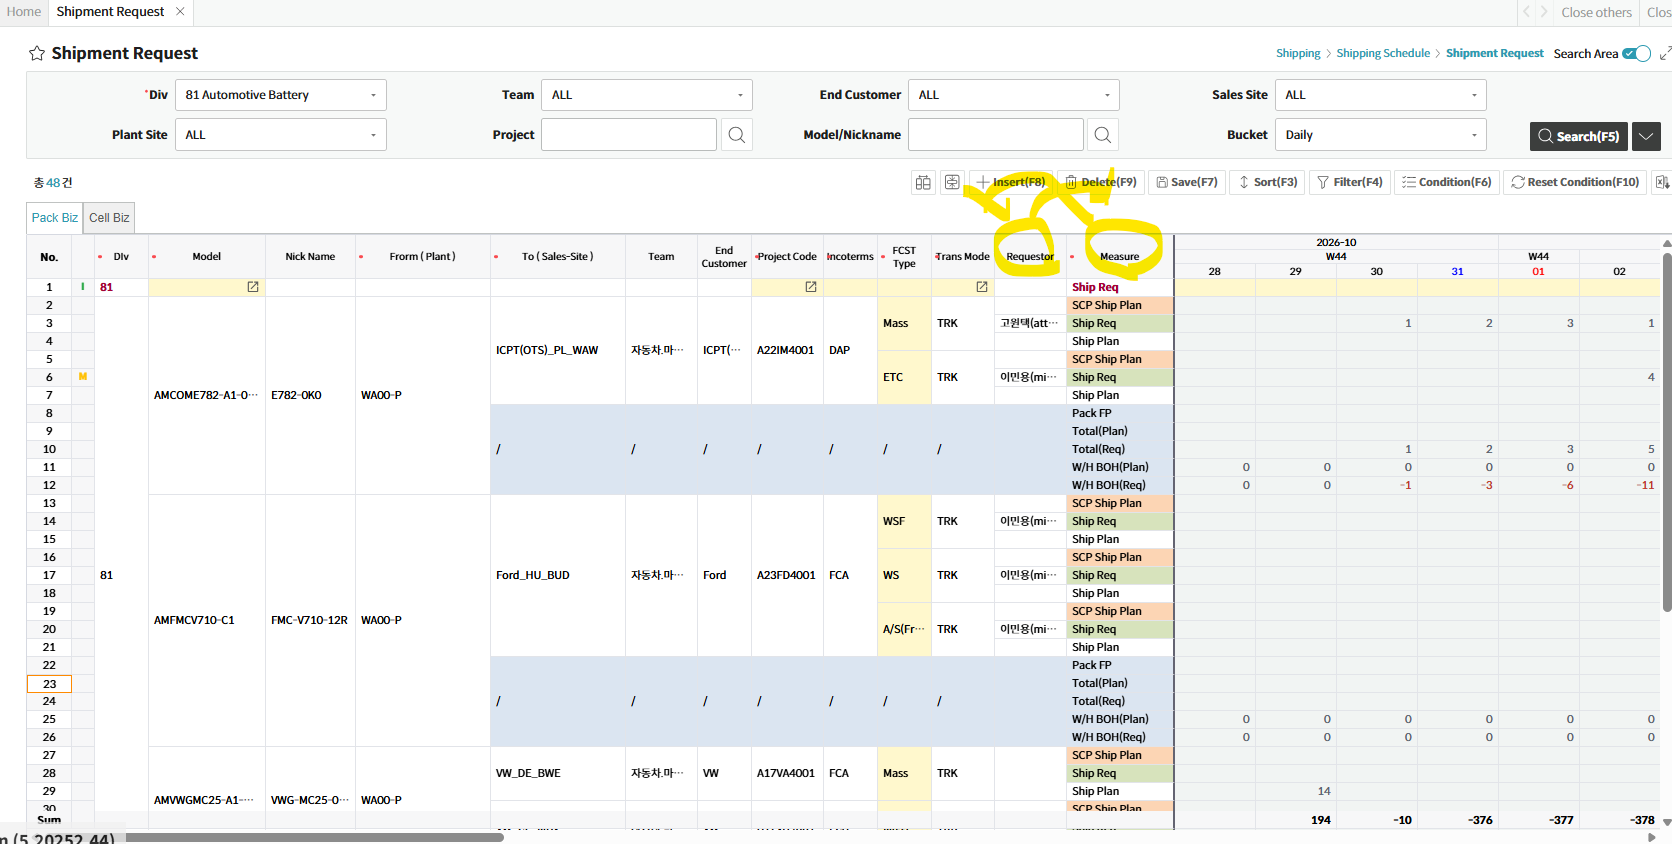 Home Shipment Request × Close others Clos
Shipment Request Shipping > Shipping Schedule > Shipment Request Search Area
*Div 81 Automotive Battery Team ALL End Customer ALL Sales Site ALL
Plant Site ALL Project Model/Nickname Bucket Daily Search(F5)
총 48 건 Insert(F8) Delete(F9) Save(F7) Sort(F3) Filter(F4) Condition(F6) Reset Condition(F10)
Pack Biz Cell Biz
No. Div Model Nick Name Frorm ( Plant ) To ( Sales-Site ) Team End Customer Project Code Incoterms FCST Type Trans Mode Requestor Measure
2026-10
W44 W44
28 29 30 31 01 02
1 I 81 Ship Req
2 SCP Ship Plan
3 Mass TRK 고원택(att··· Ship Req 1 2 3 1
4 ICPT(OTS)_PL_WAW 자동차.마··· ICPT(··· A22IM4001 DAP Ship Plan
5 SCP Ship Plan
6 M ETC TRK 이민용(mi··· Ship Req 4
7 AMCOME782-A1-0··· E782-0K0 WA00-P Ship Plan
8 Pack FP
9 Total(Plan)
10 / / / / / / / Total(Req) 1 2 3 5
11 W/H BOH(Plan) 0 0 0 0 0 0
12 W/H BOH(Req) 0 0 -1 -3 -6 -11
13 SCP Ship Plan
14 WSF TRK 이민용(mi··· Ship Req
15 Ship Plan
16 SCP Ship Plan
17 81 Ford_HU_BUD 자동차.마··· Ford A23FD4001 FCA WS TRK 이민용(mi··· Ship Req
18 Ship Plan
19 SCP Ship Plan
20 AMFMCV710-C1 FMC-V710-12R WA00-P A/S(Fr··· TRK 이민용(mi··· Ship Req
21 Ship Plan
22 Pack FP
23 Total(Plan)
24 / / / / / / / Total(Req)
25 W/H BOH(Plan) 0 0 0 0 0 0
26 W/H BOH(Req) 0 0 0 0 0 0
27 SCP Ship Plan
28 VW_DE_BWE 자동차.마··· VW A17VA4001 FCA Mass TRK Ship Req
29 AMVWGMC25-A1-··· VWG-MC25-0··· WA00-P Ship Plan 14
30 SCP Ship Plan
Sum 194 -10 -376 -377 -378
m (5.20252.44)